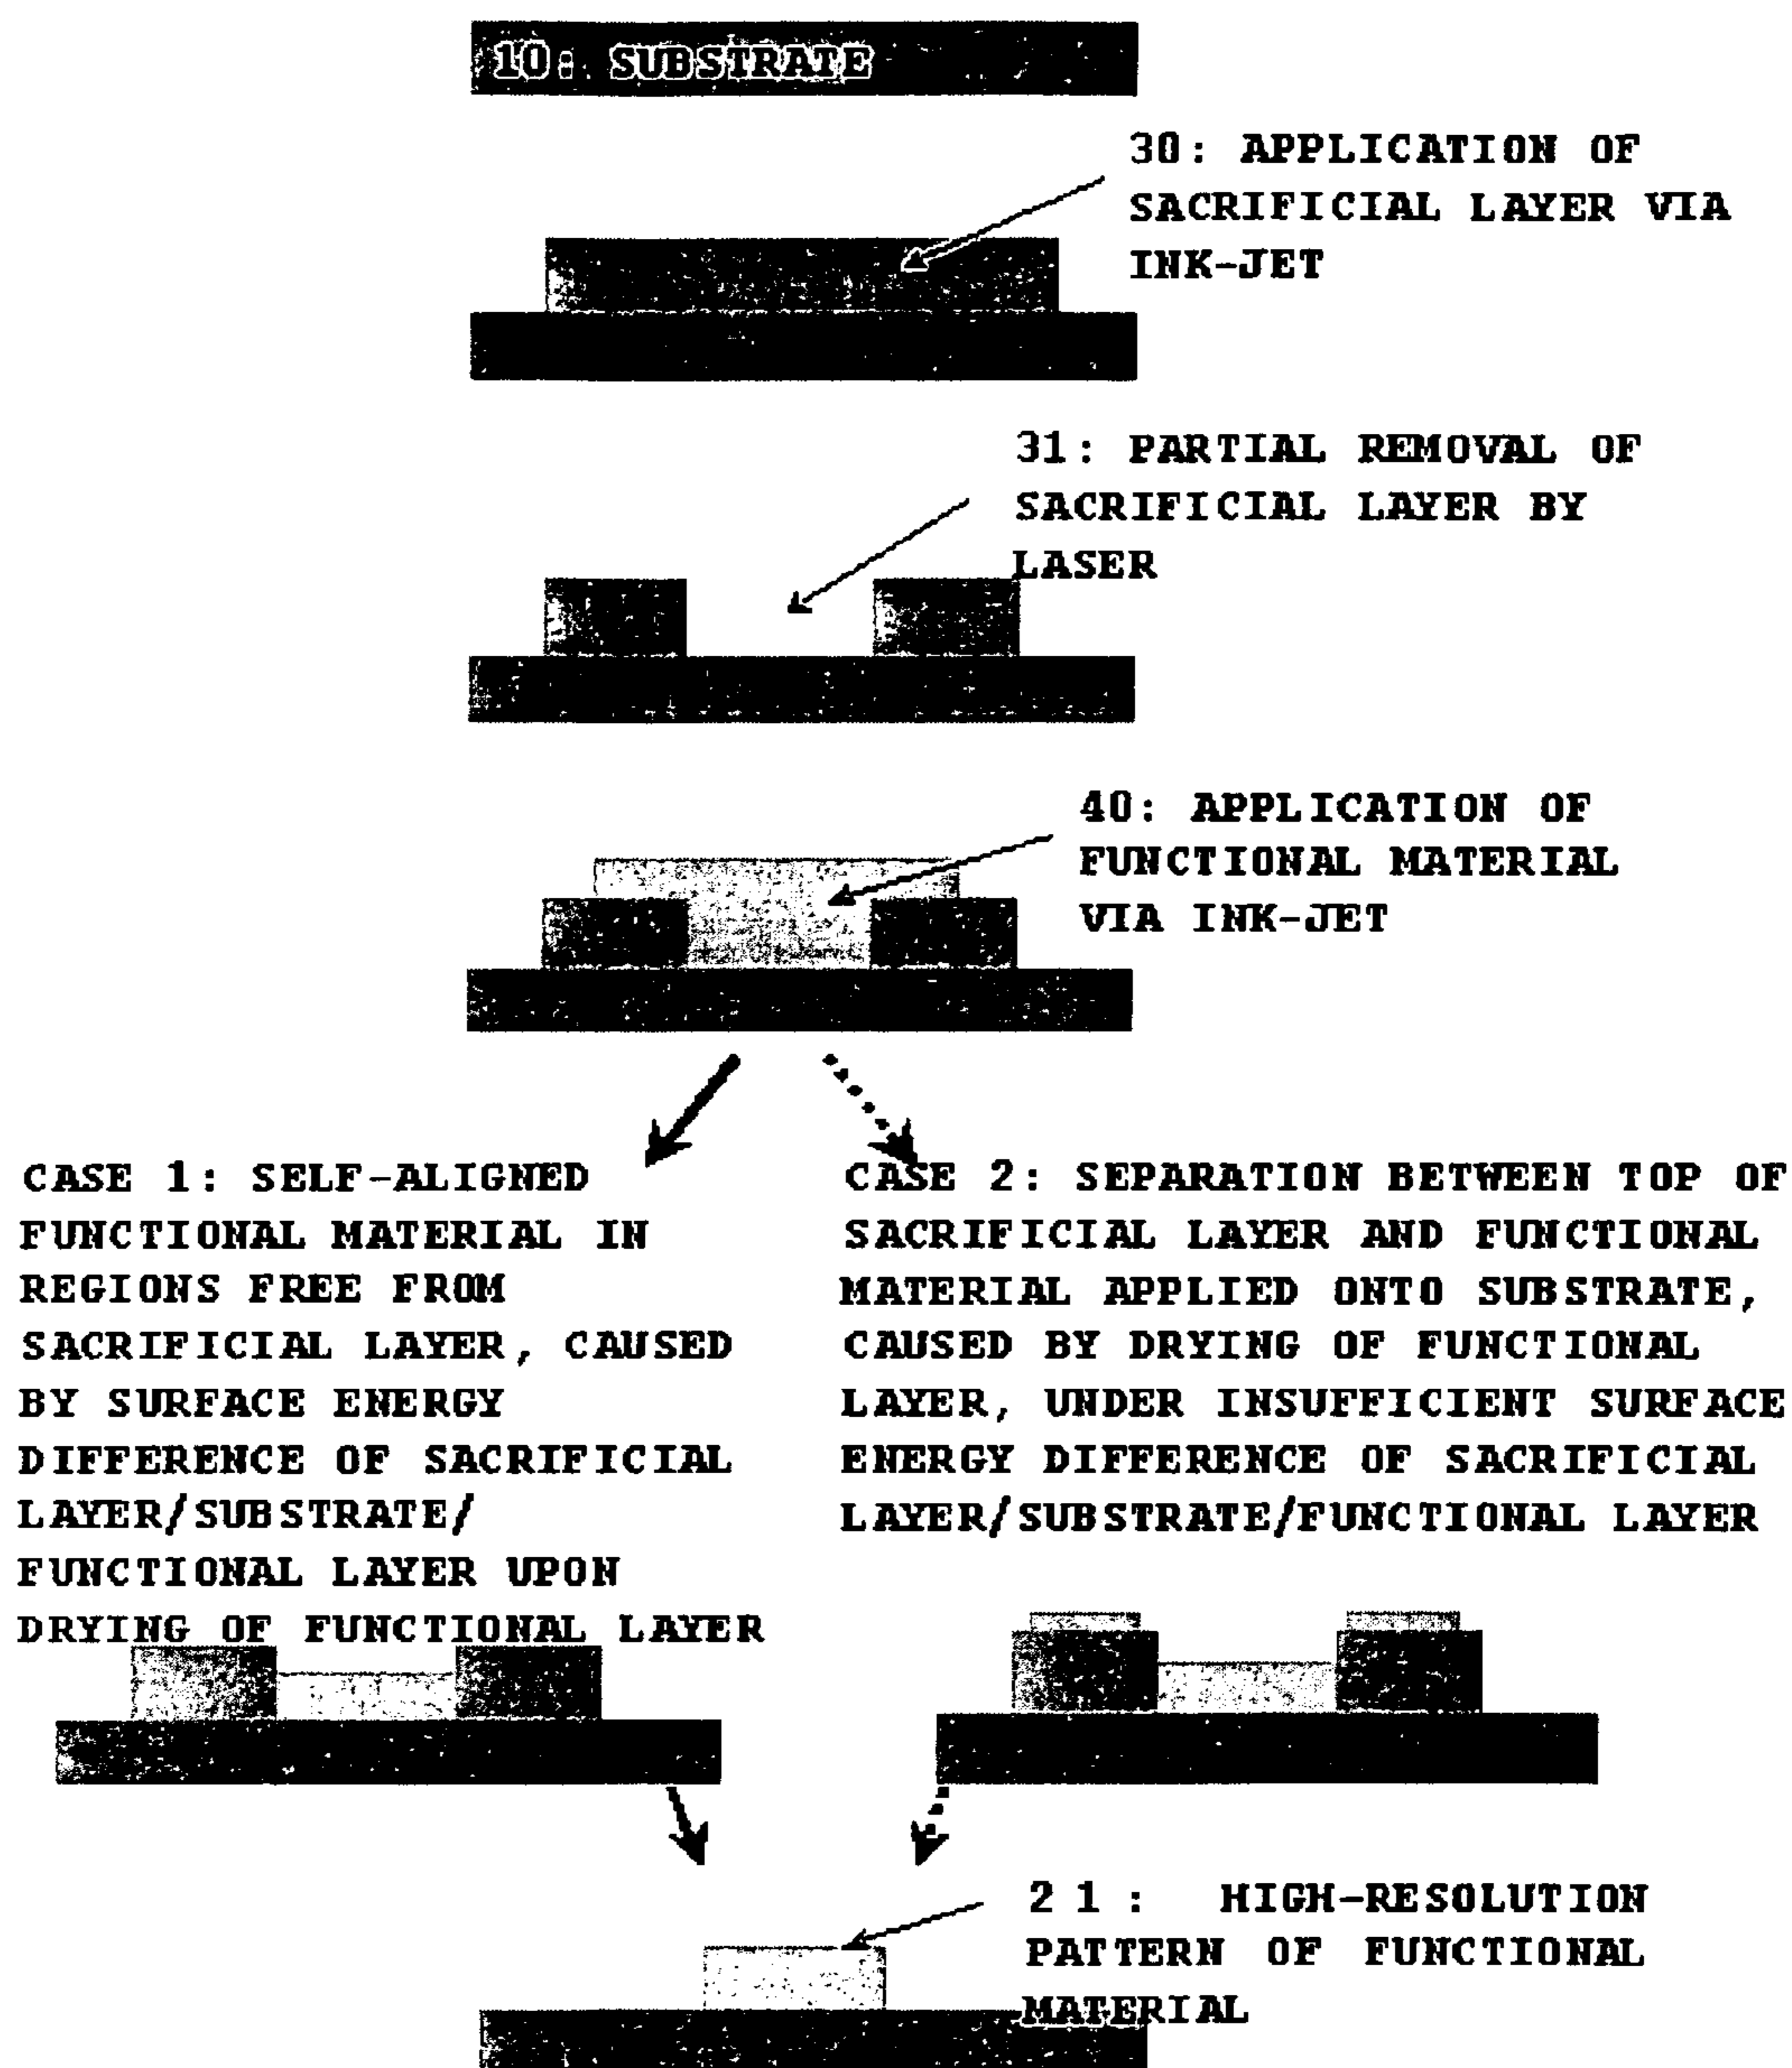 10: SUBSTRATE
30: APPLICATION OF
SACRIFICIAL LAYER VIA
INK-JET
31: PARTIAL REMOVAL OF
SACRIFICIAL LAYER BY
LASER
40: APPLICATION OF
FUNCTIONAL MATERIAL
VIA INK-JET
CASE 1: SELF-ALIGNED
FUNCTIONAL MATERIAL IN
REGIONS FREE FROM
SACRIFICIAL LAYER, CAUSED
BY SURFACE ENERGY
DIFFERENCE OF SACRIFICIAL
LAYER/SUBSTRATE/
FUNCTIONAL LAYER UPON
DRYING OF FUNCTIONAL LAYER
CASE 2: SEPARATION BETWEEN TOP OF
SACRIFICIAL LAYER AND FUNCTIONAL
MATERIAL APPLIED ONTO SUBSTRATE,
CAUSED BY DRYING OF FUNCTIONAL
LAYER, UNDER INSUFFICIENT SURFACE
ENERGY DIFFERENCE OF SACRIFICIAL
LAYER/SUBSTRATE/FUNCTIONAL LAYER
21: HIGH-RESOLUTION
PATTERN OF FUNCTIONAL
MATERIAL